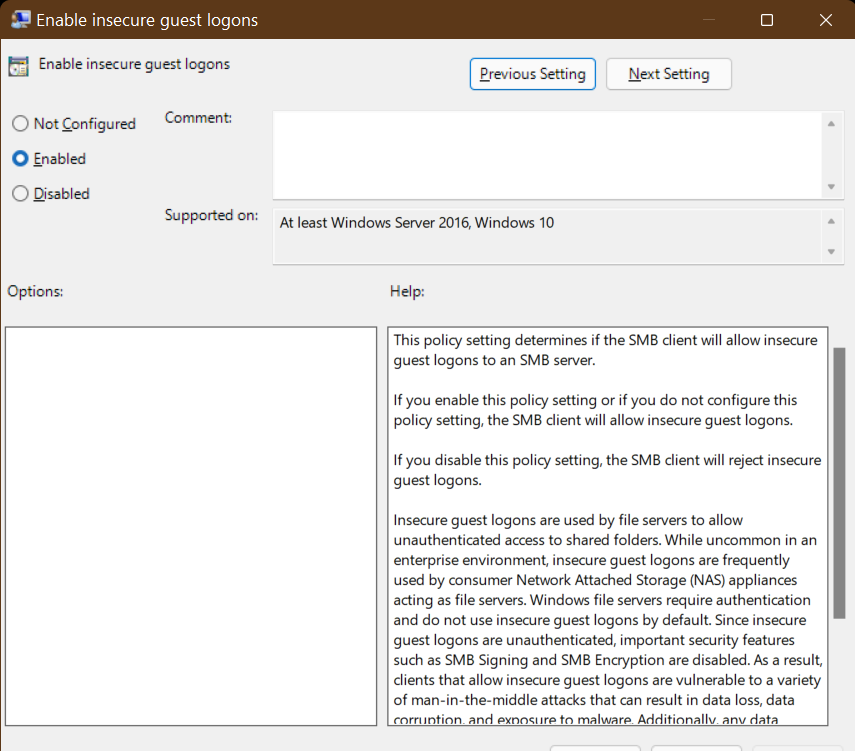 Enable insecure guest logons
Enable insecure guest logons
Previous Setting
Next Setting
Not Configured
Enabled
Disabled
Comment:
Supported on:
At least Windows Server 2016, Windows 10
Options:
Help:
This policy setting determines if the SMB client will allow insecure
guest logons to an SMB server.
If you enable this policy setting or if you do not configure this
policy setting, the SMB client will allow insecure guest logons.
If you disable this policy setting, the SMB client will reject insecure
guest logons.
Insecure guest logons are used by file servers to allow
unauthenticated access to shared folders. While uncommon in an
enterprise environment, insecure guest logons are frequently
used by consumer Network Attached Storage (NAS) appliances
acting as file servers. Windows file servers require authentication
and do not use insecure guest logons by default. Since insecure
guest logons are unauthenticated, important security features
such as SMB Signing and SMB Encryption are disabled. As a result,
clients that allow insecure guest logons are vulnerable to a variety
of man-in-the-middle attacks that can result in data loss, data
corruption, and exposure to malware. Additionally, any data